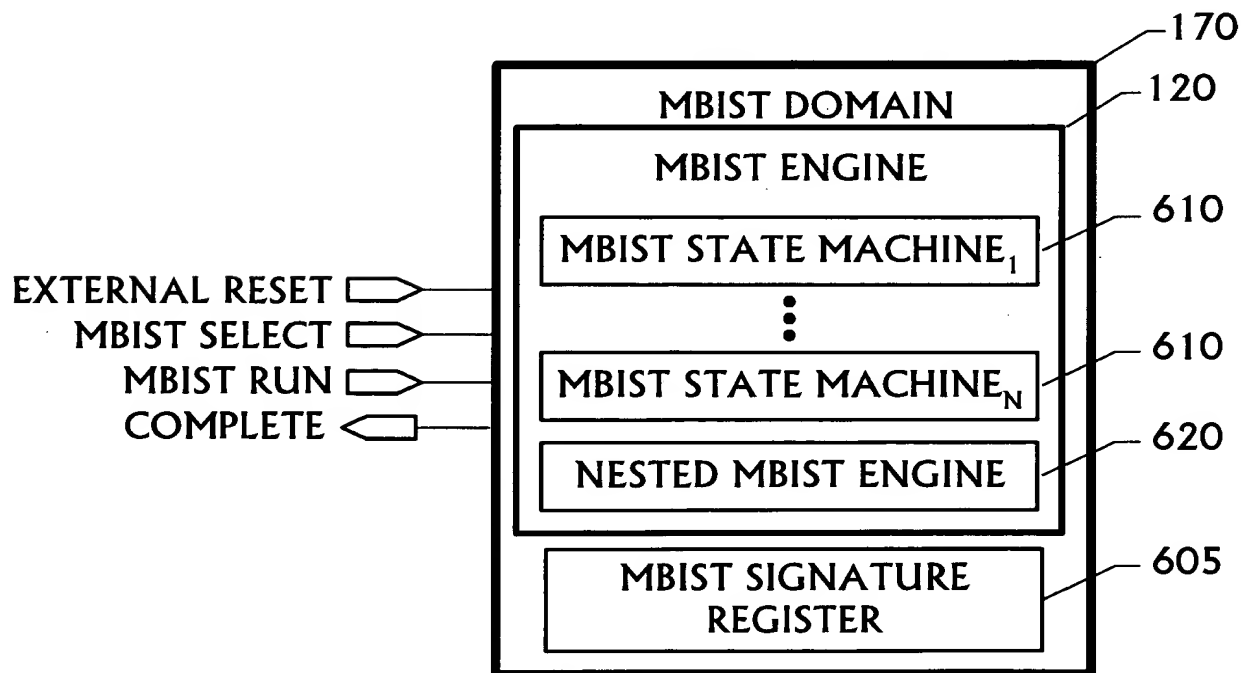 170
MBIST DOMAIN
120
MBIST ENGINE
610
MBIST STATE MACHINE1
EXTERNAL RESET
MBIST SELECT
610
MBIST RUN
MBIST STATE MACHINEN
COMPLETE
620
NESTED MBIST ENGINE
605
MBIST SIGNATURE
REGISTER